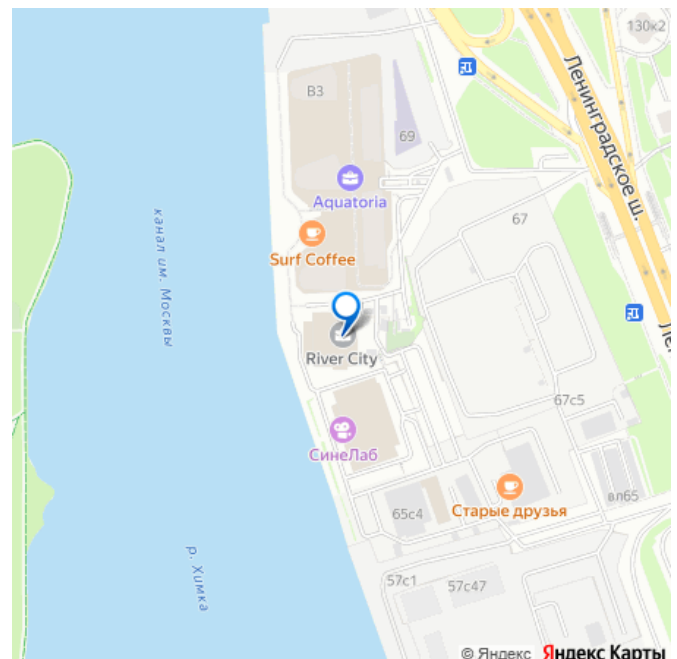 130к2
Ленинградское ш.
В3
69
Aquatoria
67
Surf Coffee
канал им. Москвы
River City
Ле
67с5
СинеЛаб
вл65
Старые друзья
65с4
р. Химка
57с1
57с47
© Яндекс Яндекс Карты